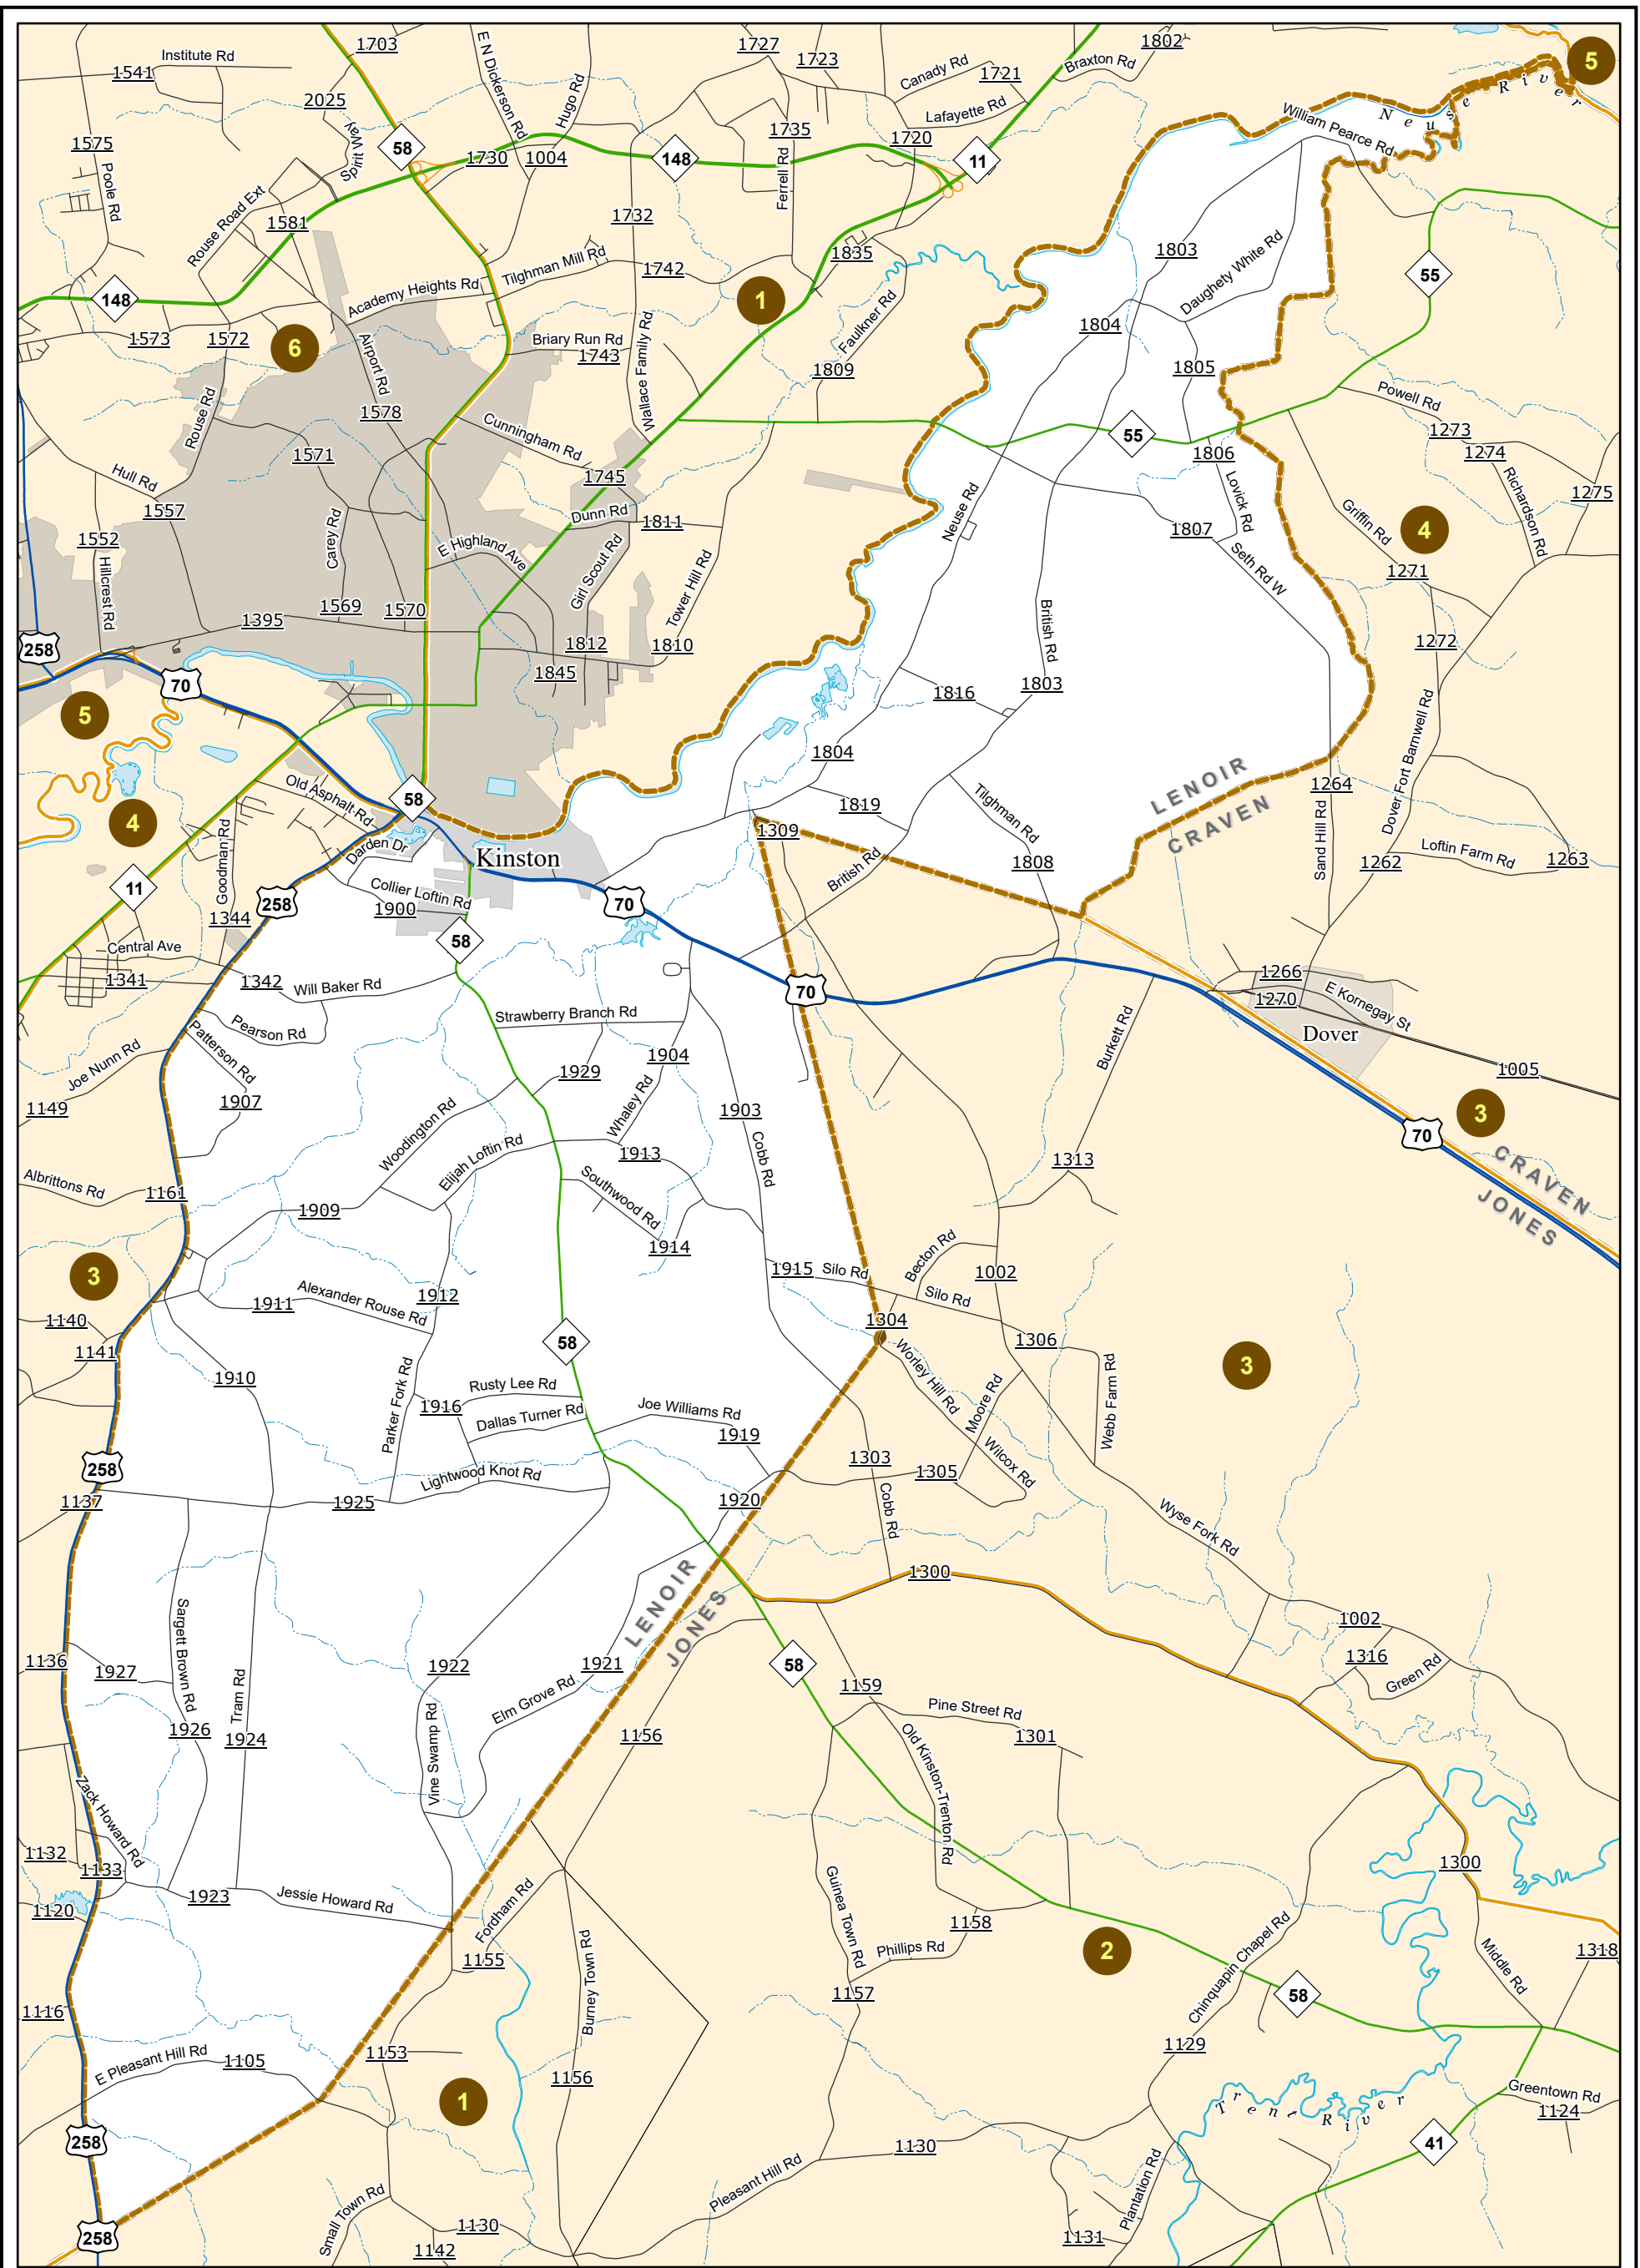 1703
Institute Rd
1541
E N Dickerson Rd
1727
1723
Canady Rd
1721
1802
Braxton Rd
5
Neuse River
2025
Hugo Rd
Lafayette Rd
William Pearce Rd
1575
Spirit Way
58
1730
1004
148
1735
1720
11
Poole Rd
Ferrell Rd
Rouse Road Ext
1581
1732
1835
1803
Daughety White Rd
55
148
Academy Heights Rd
Tilghman Mill Rd
1742
1
Faulkner Rd
1804
1573
1572
6
Airport Rd
Briary Run Rd
1743
Wallace Family Rd
1809
1805
Powell Rd
Rouse Rd
1578
Cunningham Rd
55
1273
1806
1274
Hull Rd
1571
1745
Lovick Rd
Richardson Rd
1275
1557
Dunn Rd
1811
Neuse Rd
1807
Griffin Rd
4
1552
Carey Rd
E Highland Ave
Girl Scout Rd
Tower Hill Rd
Seth Rd W
1271
Hillcrest Rd
1569
1570
1395
British Rd
258
1812
1810
1272
70
1845
1816
1803
5
1804
LENOIR
CRAVEN
Dover Fort Barnwell Rd
58
Old Asphalt Rd
1264
4
1819
Tilghman Rd
1309
Goodman Rd
Darden Dr
Kinston
British Rd
1808
Sand Hill Rd
1262
Loftin Farm Rd
1263
11
258
Collier Loftin Rd
1900
70
1344
58
Central Ave
1341
1342
Will Baker Rd
70
1266
1270
E Kornegay St
Pearson Rd
Strawberry Branch Rd
Dover
Joe Nunn Rd
Patterson Rd
1904
Burkett Rd
1005
1149
1907
1929
Whaley Rd
1903
3
Woodington Rd
70
Elijah Loftin Rd
1913
Cobb Rd
1313
CRAVEN
JONES
Albrittons Rd
1161
1909
Southwood Rd
1914
3
1915
Silo Rd
Becton Rd
1002
Silo Rd
1911
Alexander Rouse Rd
1912
1304
1140
58
1306
1141
1910
Worley Hill Rd
Webb Farm Rd
3
Parker Fork Rd
Rusty Lee Rd
1916
Dallas Turner Rd
Joe Williams Rd
1919
Moore Rd
258
Lightwood Knot Rd
1303
1305
Wilcox Rd
1137
1925
1920
Cobb Rd
Wyse Fork Rd
LENOIR
JONES
1300
Sargett Brown Rd
1002
1136
1927
1922
1921
58
1316
Green Rd
Tram Rd
Elm Grove Rd
1159
Pine Street Rd
1926
1924
Vine Swamp Rd
1156
Old Kinston-Trenton Rd
1301
Zack Howard Rd
1132
1133
1300
1923
Jessie Howard Rd
Fordham Rd
Guinea Town Rd
1120
1158
Chinquapin Chapel Rd
1155
Burney Town Rd
Phillips Rd
2
Middle Rd
1318
1116
1157
58
E Pleasant Hill Rd
1105
1153
1129
1
1156
Trent River
Greentown Rd
1124
258
1130
41
Pleasant Hill Rd
Plantation Rd
258
Small Town Rd
1130
1142
1131